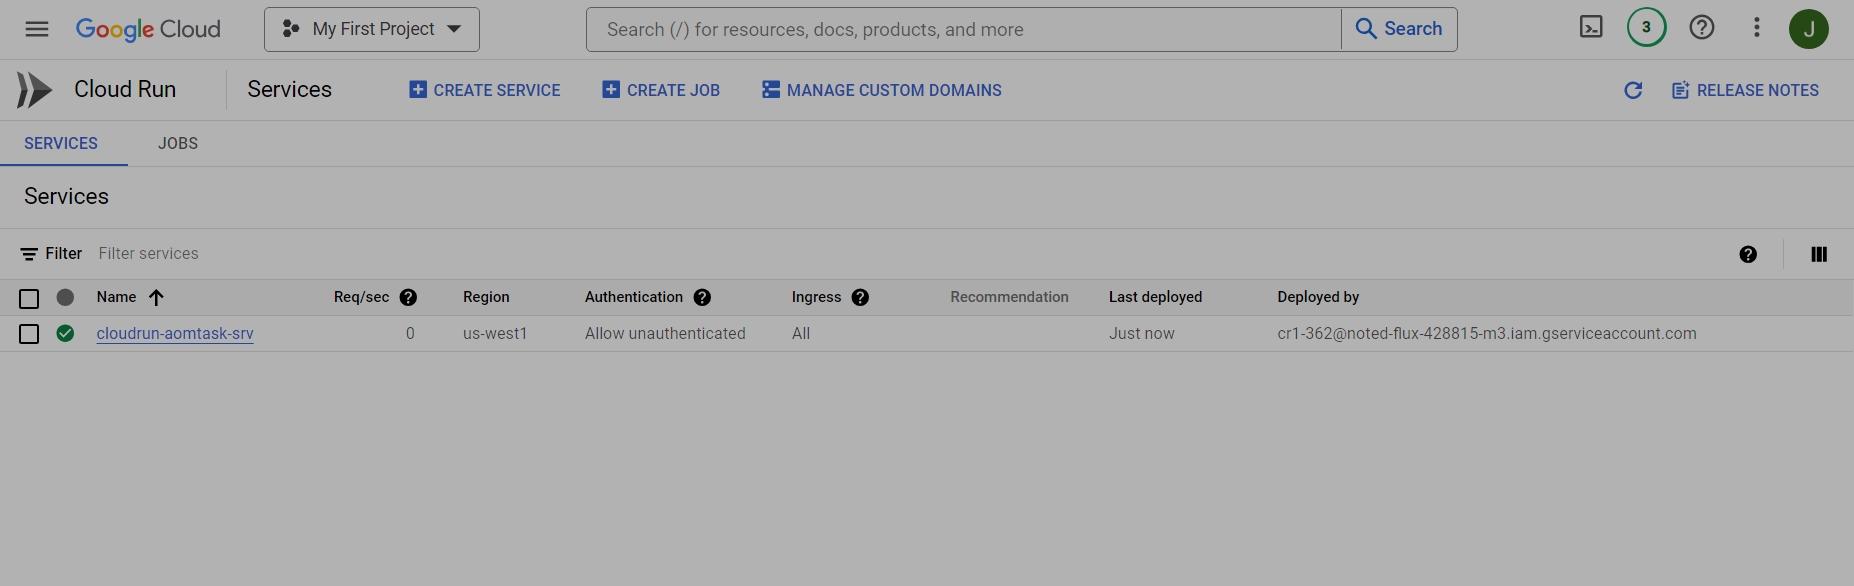 Google Cloud My First Project Search (/) for resources, docs, products, and more Search 3 J
Cloud Run Services CREATE SERVICE CREATE JOB MANAGE CUSTOM DOMAINS RELEASE NOTES
SERVICES JOBS
Services
Filter Filter services
Name Req/sec Region Authentication Ingress Recommendation Last deployed Deployed by
cloudrun-aomtask-srv 0 us-west1 Allow unauthenticated All Just now cr1-362@noted-flux-428815-m3.iam.gserviceaccount.com